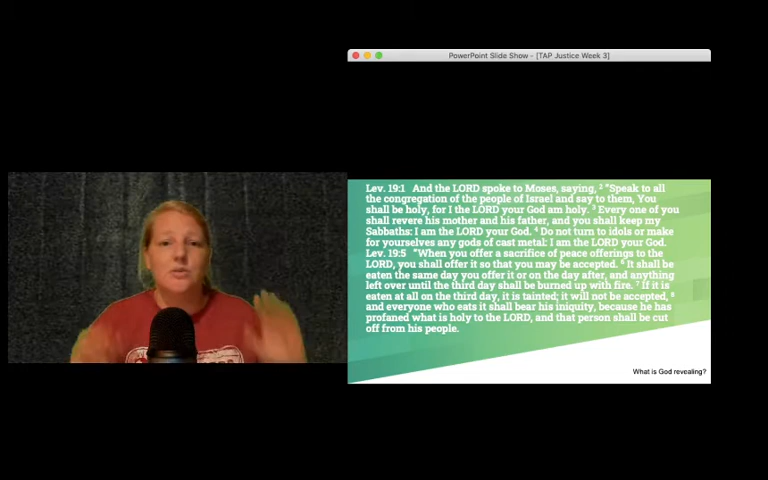 PowerPoint Slide Show - [TAP Justice Week 3]
Lev. 19:1 And the LORD spoke to Moses, saying, 2 "Speak to all
the congregation of the people of Israel and say to them, You
shall be holy, for I the LORD your God am holy. 3 Every one of you
shall revere his mother and his father, and you shall keep my
Sabbaths: I am the LORD your God. 4 Do not turn to idols or make
for yourselves any gods of cast metal: I am the LORD your God.
Lev. 19:5 "When you offer a sacrifice of peace offerings to the
LORD, you shall offer it so that you may be accepted. 6 It shall be
eaten the same day you offer it or on the day after, and anything
left over until the third day shall be burned up with fire. 7 If it is
eaten at all on the third day, it is tainted; it will not be accepted, 8
and everyone who eats it shall bear his iniquity, because he has
profaned what is holy to the LORD, and that person shall be cut
off from his people.
What is God revealing?